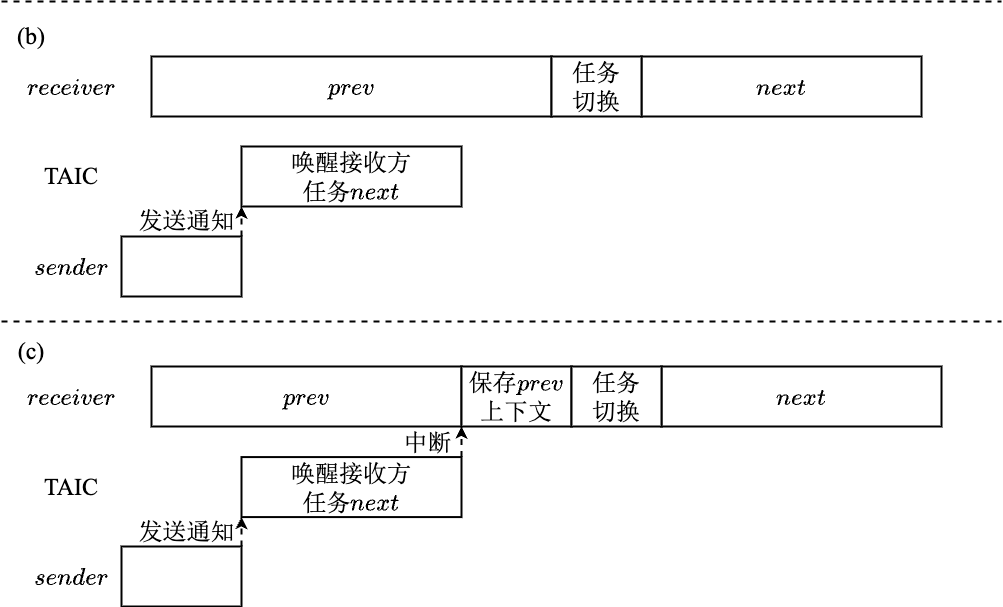 (b)
receiver
prev
任务
切换
next
TAIC
唤醒接收方
任务next
发送通知
sender
(c)
receiver
prev
保存prev
上下文
任务
切换
next
中断
TAIC
唤醒接收方
任务next
发送通知
sender